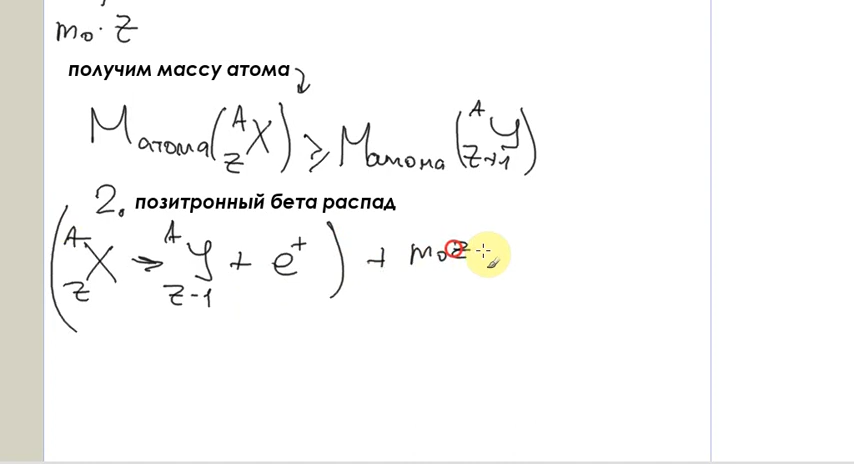 m₀ · Z
получим массу атома
M атома (ᴬ_Z X) ⩾ M атома (ᴬ_Z+1 Y)
2. позитронный бета распад
(ᴬ_Z X → ᴬ_Z-1 Y + e⁺) + m₀Z